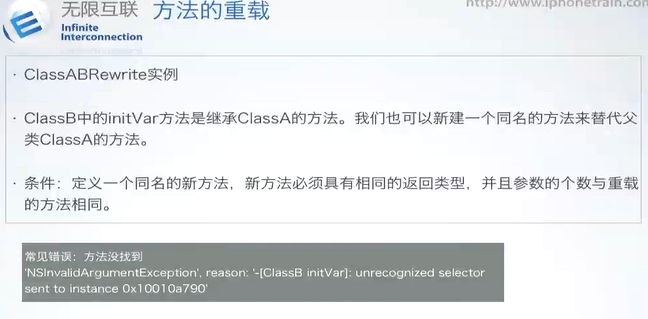 http://www.iphonetrain.com
无限互联
方法的重载
Infinite
Interconnection
· ClassABRewrite实例
· ClassB中的initVar方法是继承ClassA的方法。我们也可以新建一个同名的方法来替代父
类ClassA的方法。
· 条件：定义一个同名的新方法，新方法必须具有相同的返回类型，并且参数的个数与重载
的方法相同。
常见错误：方法没找到
'NSInvalidArgumentException', reason: '-[ClassB initVar]: unrecognized selector
sent to instance 0x10010a790'